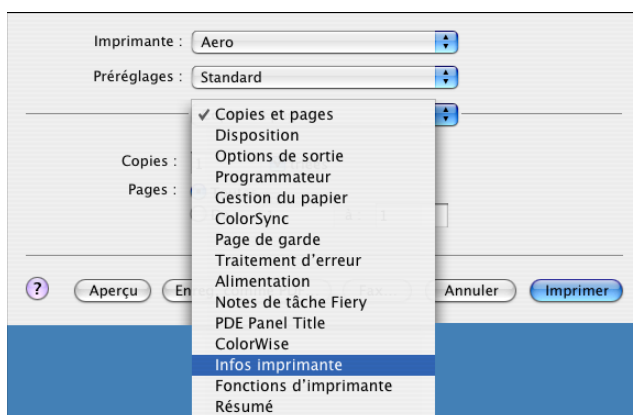 Imprimante : Aero
Préréglages : Standard
✓ Copies et pages
Disposition
Options de sortie
Copies : 1
Programmateur
Pages :
Gestion du papier
ColorSync
à 1
Page de garde
Traitement d'erreur
Alimentation
? Aperçu Annuler Imprimer
Notes de tâche Fiery
PDE Panel Title
ColorWise
Infos imprimante
Fonctions d'imprimante
Résumé